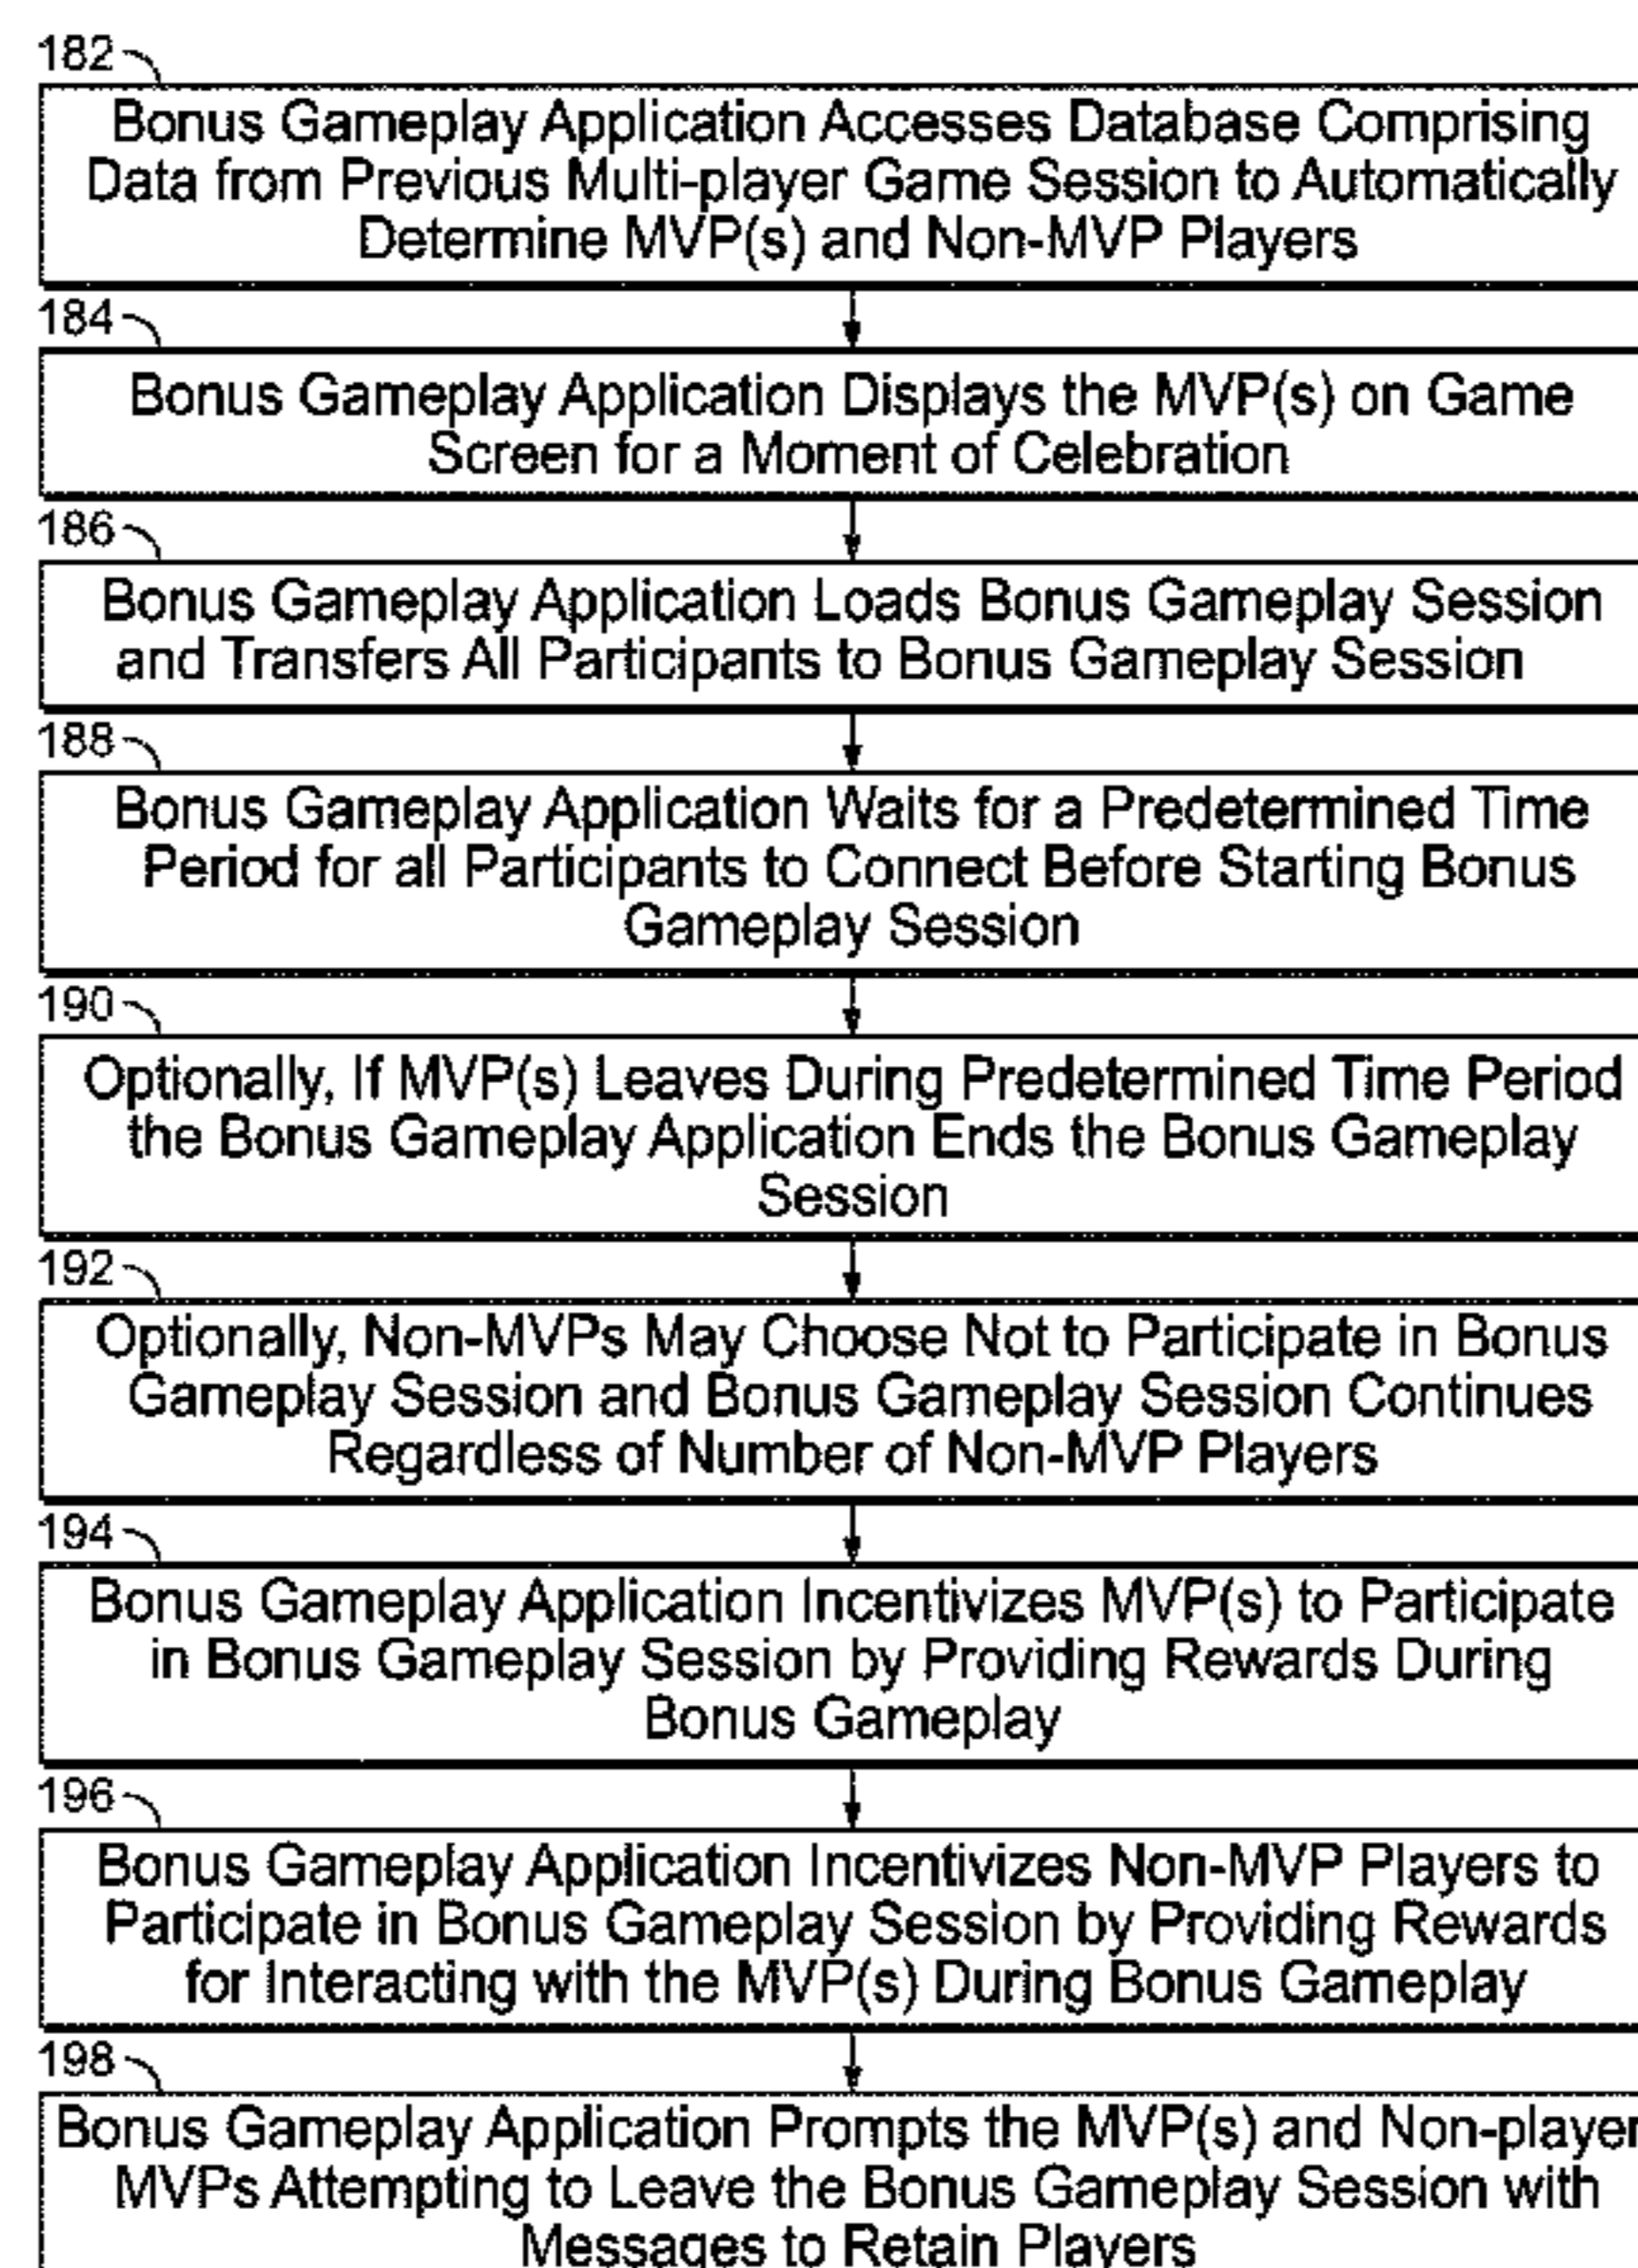 182
Bonus Gameplay Application Accesses Database Comprising
Data from Previous Multi-player Game Session to Automatically
Determine MVP(s) and Non-MVP Players
184
Bonus Gameplay Application Displays the MVP(s) on Game
Screen for a Moment of Celebration
186
Bonus Gameplay Application Loads Bonus Gameplay Session
and Transfers All Participants to Bonus Gameplay Session
188
Bonus Gameplay Application Waits for a Predetermined Time
Period for all Participants to Connect Before Starting Bonus
Gameplay Session
190
Optionally, If MVP(s) Leaves During Predetermined Time Period
the Bonus Gameplay Application Ends the Bonus Gameplay
Session
192
Optionally, Non-MVPs May Choose Not to Participate in Bonus
Gameplay Session and Bonus Gameplay Session Continues
Regardless of Number of Non-MVP Players
194
Bonus Gameplay Application Incentivizes MVP(s) to Participate
in Bonus Gameplay Session by Providing Rewards During
Bonus Gameplay
196
Bonus Gameplay Application Incentivizes Non-MVP Players to
Participate in Bonus Gameplay Session by Providing Rewards
for Interacting with the MVP(s) During Bonus Gameplay
198
Bonus Gameplay Application Prompts the MVP(s) and Non-player
MVPs Attempting to Leave the Bonus Gameplay Session with
Messages to Retain Players